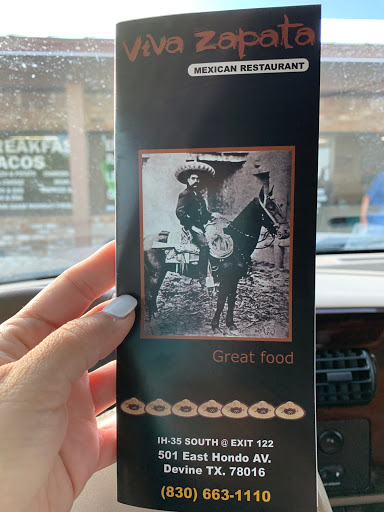 Viva Zapata
MEXICAN RESTAURANT
BREAKFAST
TACOS
Great food
IH-35 SOUTH @ EXIT 122
501 East Hondo AV.
Devine TX. 78016
(830) 663-1110